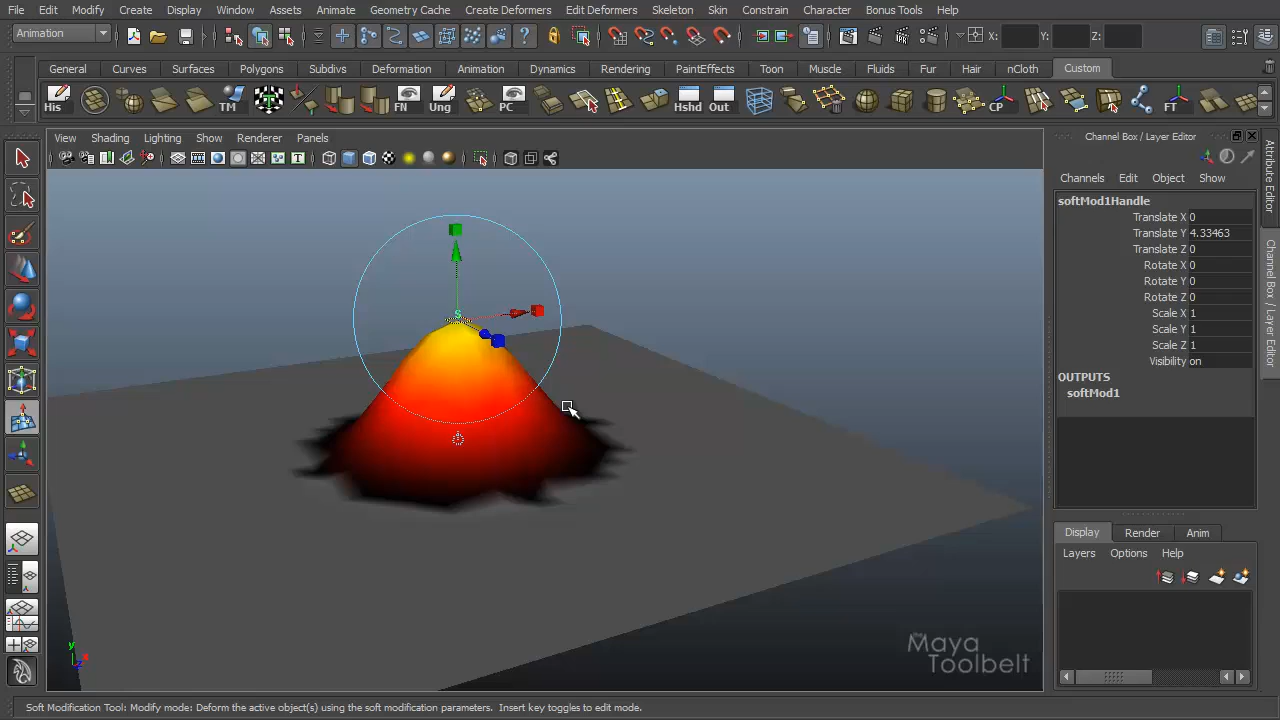 File Edit Modify Create Display Window Assets Animate Geometry Cache Create Deformers Edit Deformers Skeleton Skin Constrain Character Bonus Tools Help
Animation X: Y: Z:
General Curves Surfaces Polygons Subdivs Deformation Animation Dynamics Rendering PaintEffects Toon Muscle Fluids Fur Hair nCloth Custom
His TM FN Ung PC Hshd Out CP FT
View Shading Lighting Show Renderer Panels
Channel Box / Layer Editor
Channels Edit Object Show
softMod1Handle
Translate X 0
Translate Y 4.33463
Translate Z 0
Rotate X 0
Rotate Y 0
Rotate Z 0
Scale X 1
Scale Y 1
Scale Z 1
Visibility on
OUTPUTS
softMod1
Attribute Editor
Channel Box / Layer Editor
S
Display Render Anim
Layers Options Help
y
x
z
the
Maya
Toolbelt
Soft Modification Tool: Modify mode: Deform the active object(s) using the soft modification parameters. Insert key toggles to edit mode.